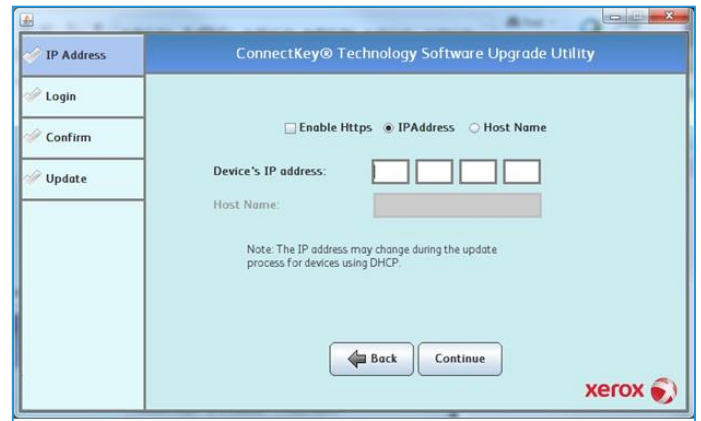 ConnectKey® Technology Software Upgrade Utility
IP Address
Login
Confirm
Update
Enable Https IPAddress Host Name
Device's IP address:
Host Name:
Note: The IP address may change during the update
process for devices using DHCP.
Back Continue
xerox